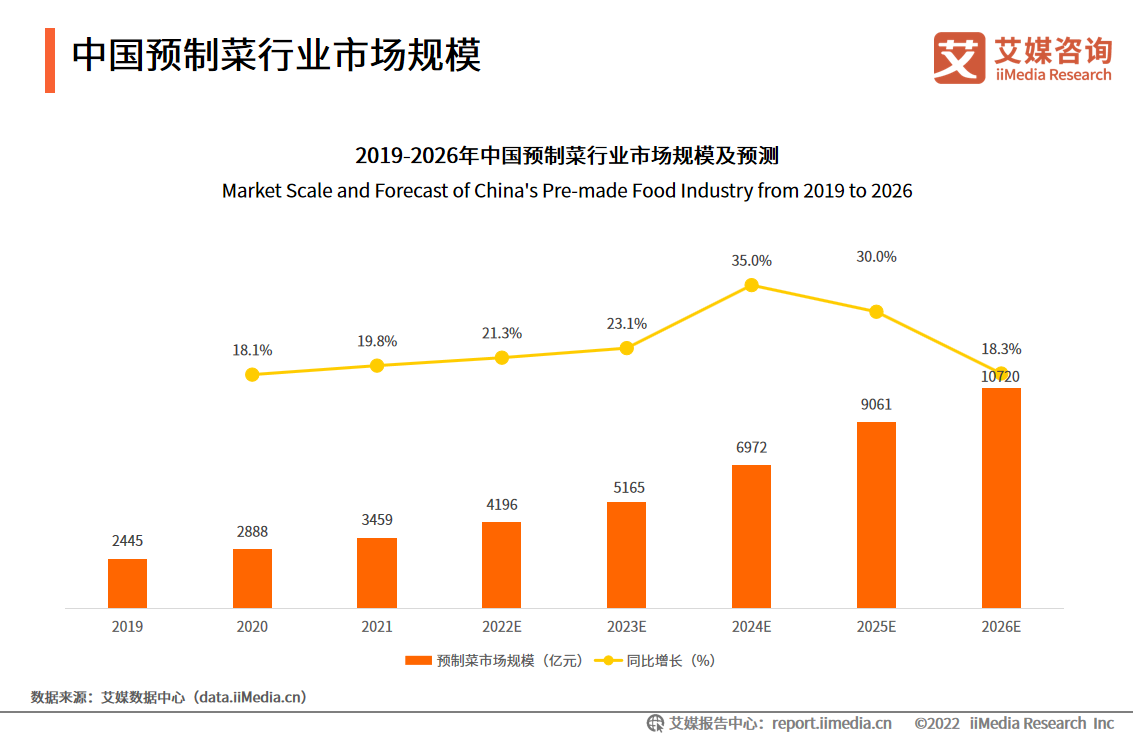 中国预制菜行业市场规模
艾 艾媒咨询
iiMedia Research
2019-2026年中国预制菜行业市场规模及预测
Market Scale and Forecast of China's Pre-made Food Industry from 2019 to 2026
18.1% 19.8% 21.3% 23.1% 35.0% 30.0% 18.3%
2445 2888 3459 4196 5165 6972 9061 10720
2019 2020 2021 2022E 2023E 2024E 2025E 2026E
预制菜市场规模（亿元） 同比增长（%）
数据来源：艾媒数据中心（data.iiMedia.cn）
艾媒报告中心：report.iimedia.cn ©2022 iiMedia Research Inc